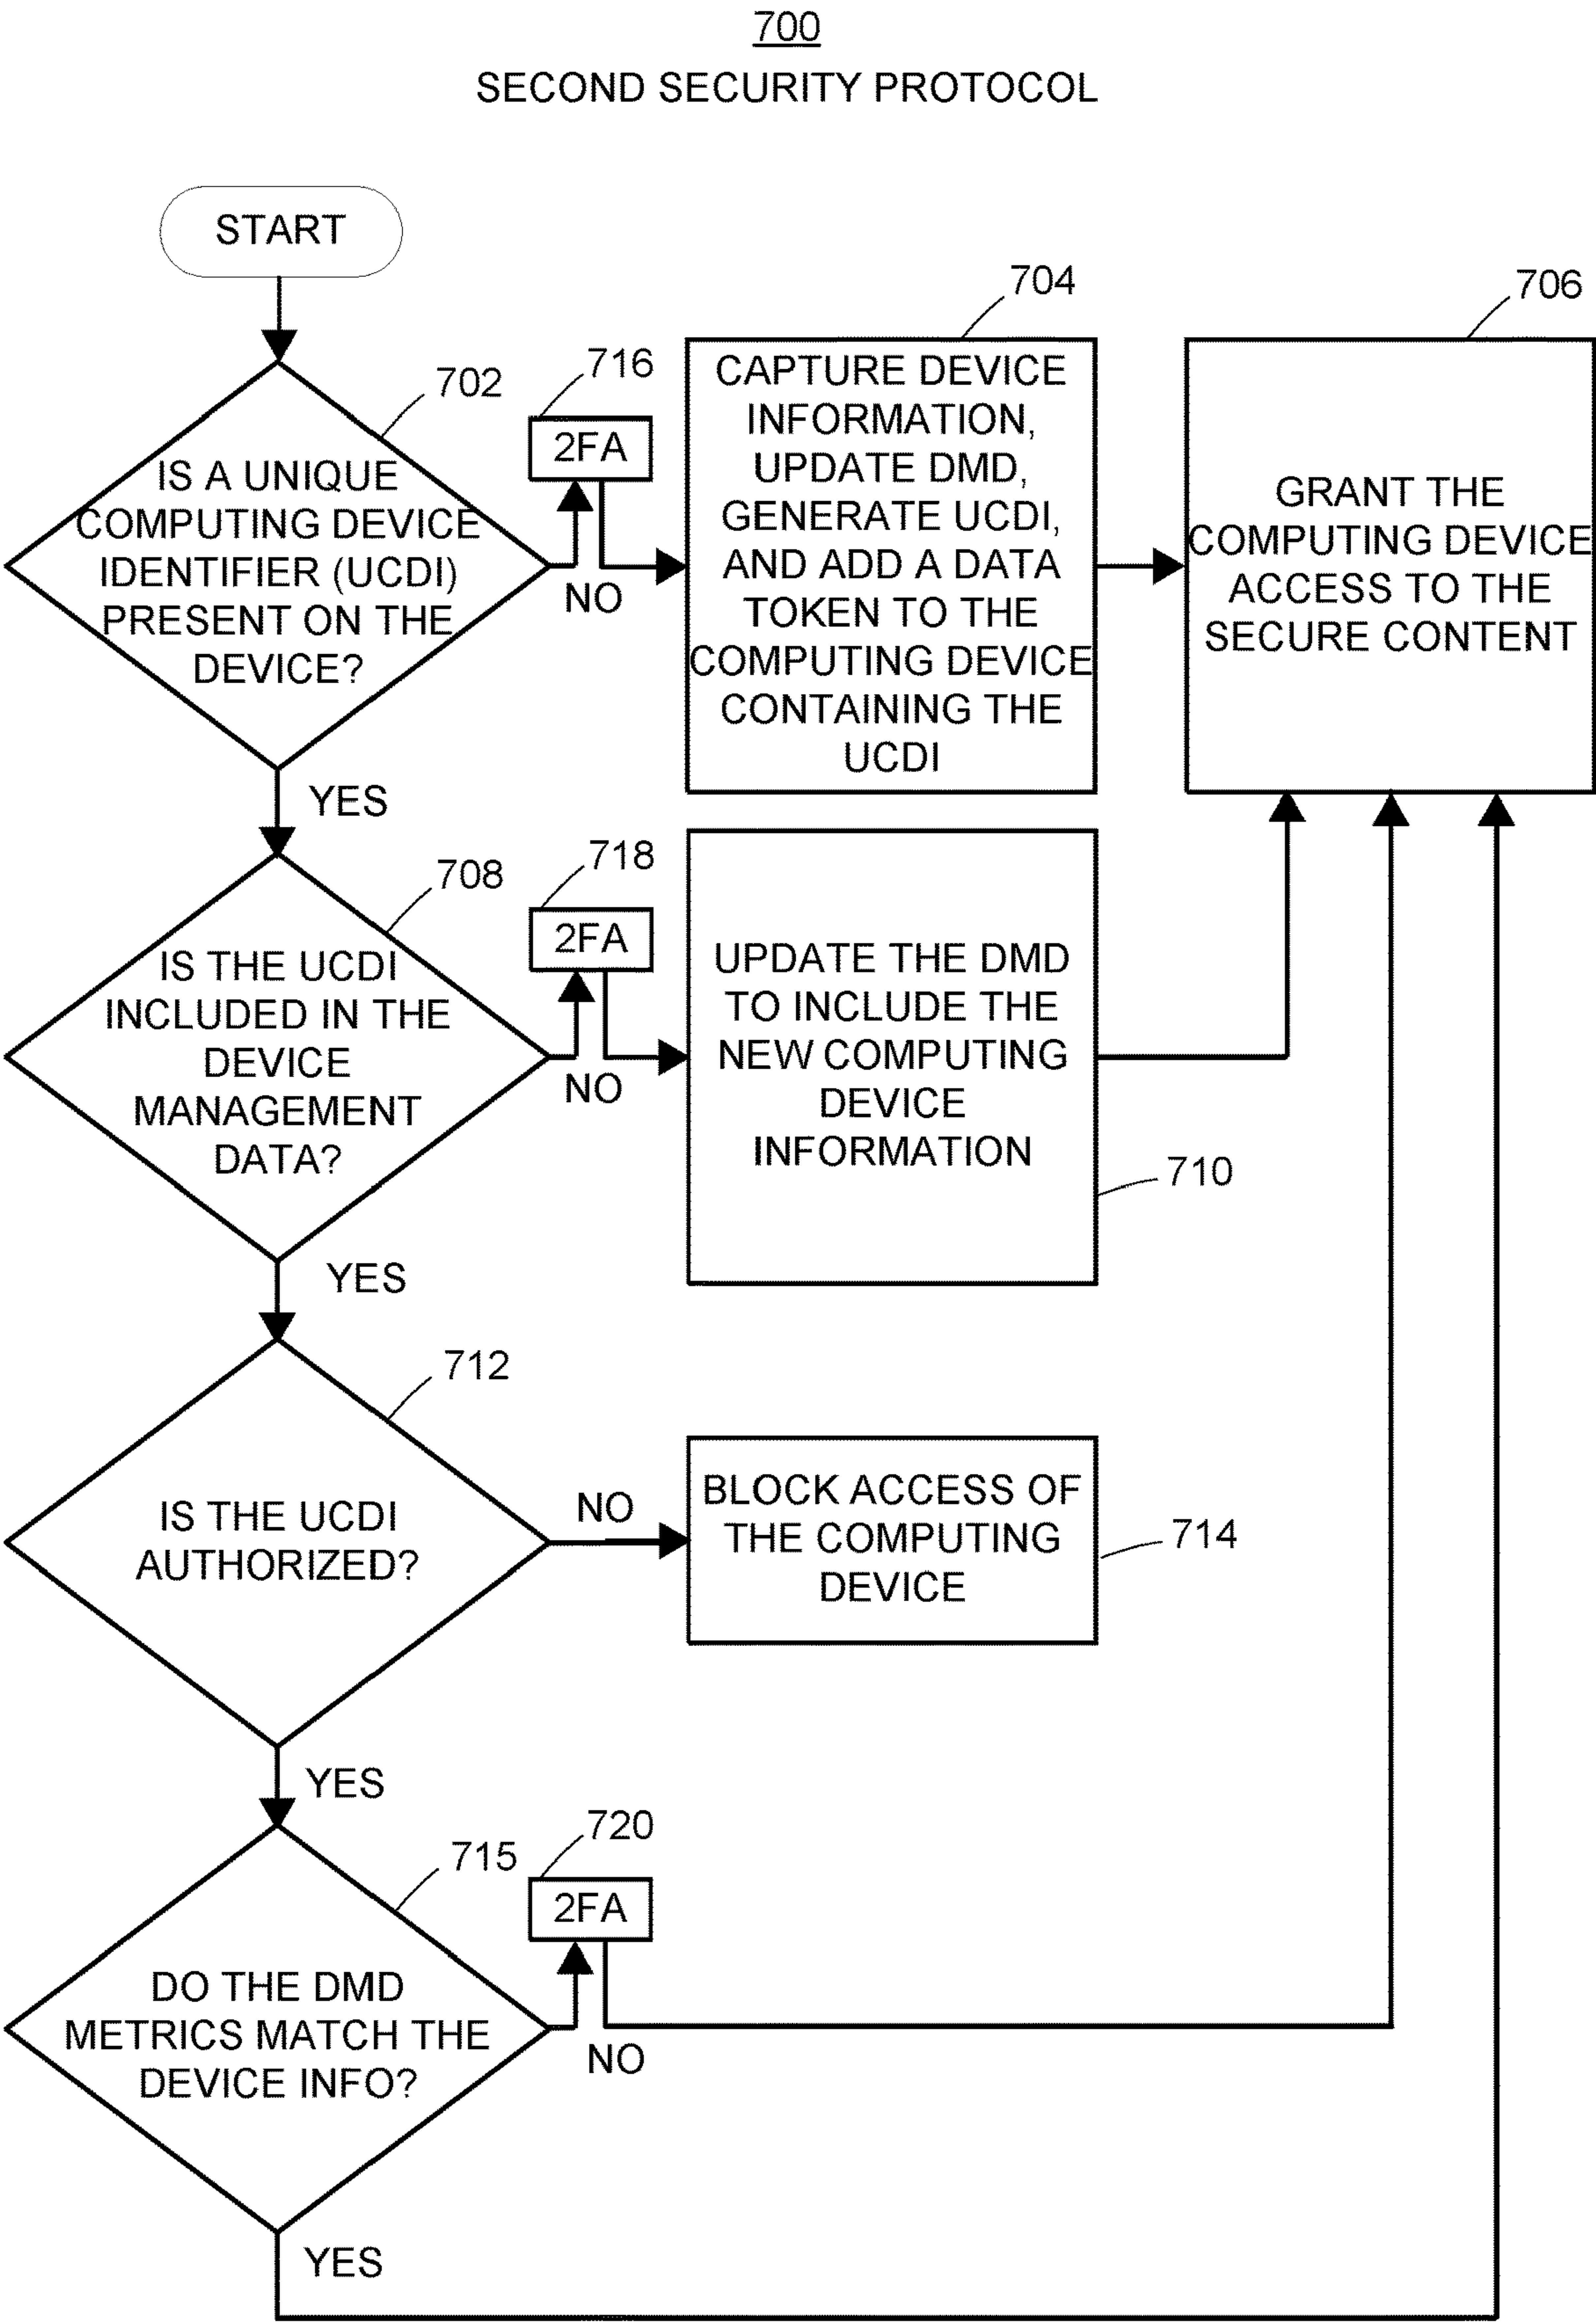 700
SECOND SECURITY PROTOCOL
START
702
IS A UNIQUE
COMPUTING DEVICE
IDENTIFIER (UCDI)
PRESENT ON THE
DEVICE?
716
2FA
NO
704
CAPTURE DEVICE
INFORMATION,
UPDATE DMD,
GENERATE UCDI,
AND ADD A DATA
TOKEN TO THE
COMPUTING DEVICE
CONTAINING THE
UCDI
706
GRANT THE
COMPUTING DEVICE
ACCESS TO THE
SECURE CONTENT
YES
708
IS THE UCDI
INCLUDED IN THE
DEVICE
MANAGEMENT
DATA?
718
2FA
NO
UPDATE THE DMD
TO INCLUDE THE
NEW COMPUTING
DEVICE
INFORMATION
710
YES
712
IS THE UCDI
AUTHORIZED?
NO
BLOCK ACCESS OF
THE COMPUTING
DEVICE
714
YES
715
DO THE DMD
METRICS MATCH THE
DEVICE INFO?
720
2FA
NO
YES